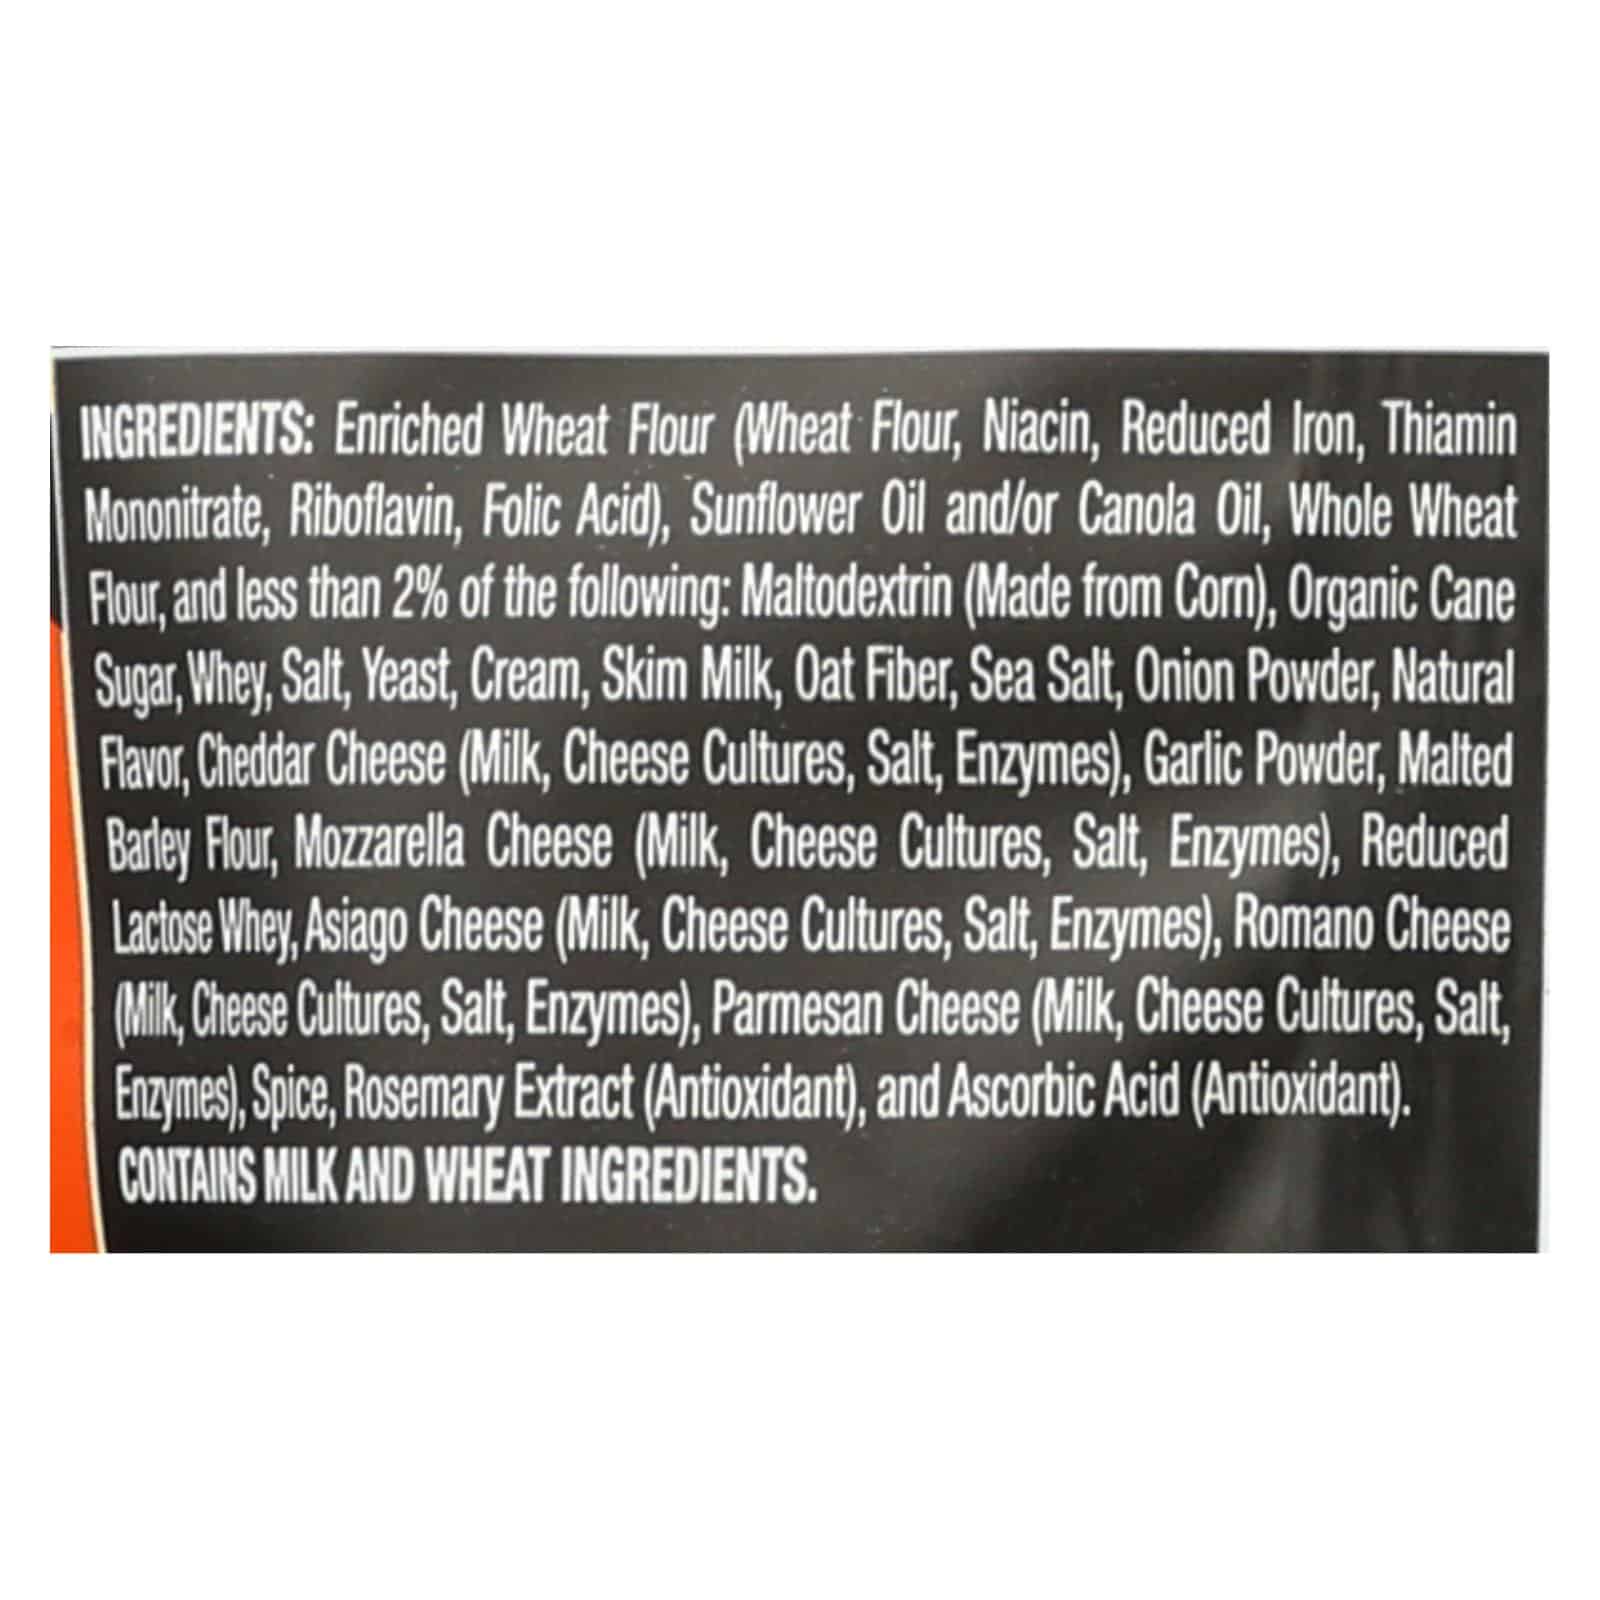 INGREDIENTS: Enriched Wheat Flour (Wheat Flour, Niacin, Reduced Iron, Thiamin
Mononitrate, Riboflavin, Folic Acid), Sunflower Oil and/or Canola Oil, Whole Wheat
Flour, and less than 2% of the following: Maltodextrin (Made from Corn), Organic Cane
Sugar, Whey, Salt, Yeast, Cream, Skim Milk, Oat Fiber, Sea Salt, Onion Powder, Natural
Flavor, Cheddar Cheese (Milk, Cheese Cultures, Salt, Enzymes), Garlic Powder, Malted
Barley Flour, Mozzarella Cheese (Milk, Cheese Cultures, Salt, Enzymes), Reduced
Lactose Whey, Asiago Cheese (Milk, Cheese Cultures, Salt, Enzymes), Romano Cheese
(Milk, Cheese Cultures, Salt, Enzymes), Parmesan Cheese (Milk, Cheese Cultures, Salt,
Enzymes), Spice, Rosemary Extract (Antioxidant), and Ascorbic Acid (Antioxidant).
CONTAINS MILK AND WHEAT INGREDIENTS.